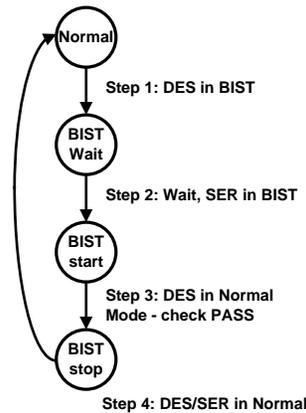 Normal
Step 1: DES in BIST
BIST
Wait
Step 2: Wait, SER in BIST
BIST
start
Step 3: DES in Normal
Mode - check PASS
BIST
stop
Step 4: DES/SER in Normal